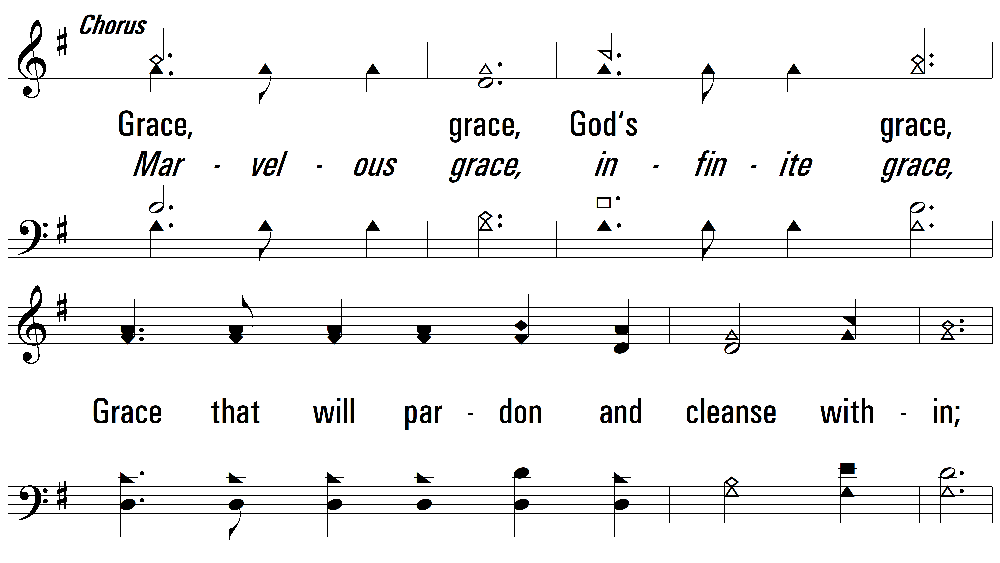 Chorus
Grace, grace, God‘s grace,
Mar - vel - ous grace, in - fin - ite grace,
Grace that will par - don and cleanse with - in;